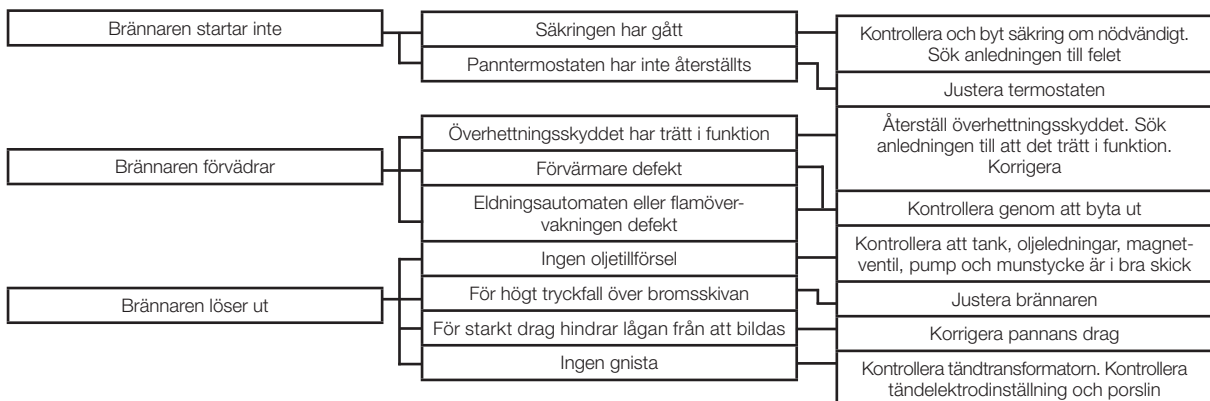 Brännaren startar inte
Säkringen har gått
Panntermostaten har inte återställts
Kontrollera och byt säkring om nödvändigt.
Sök anledningen till felet
Justera termostaten
Brännaren förvädrar
Överhettningsskyddet har trätt i funktion
Förvärmare defekt
Eldningsautomaten eller flamöver-
vakningen defekt
Återställ överhettningsskyddet. Sök
anledningen till att det trätt i funktion.
Korrigera
Kontrollera genom att byta ut
Brännaren löser ut
Ingen oljetillförsel
För högt tryckfall över bromsskivan
För starkt drag hindrar lågan från att bildas
Ingen gnista
Kontrollera att tank, oljeledningar, magnet-
ventil, pump och munstycke är i bra skick
Justera brännaren
Korrigera pannans drag
Kontrollera tändtransformatorn. Kontrollera
tändelektrodinställning och porslin